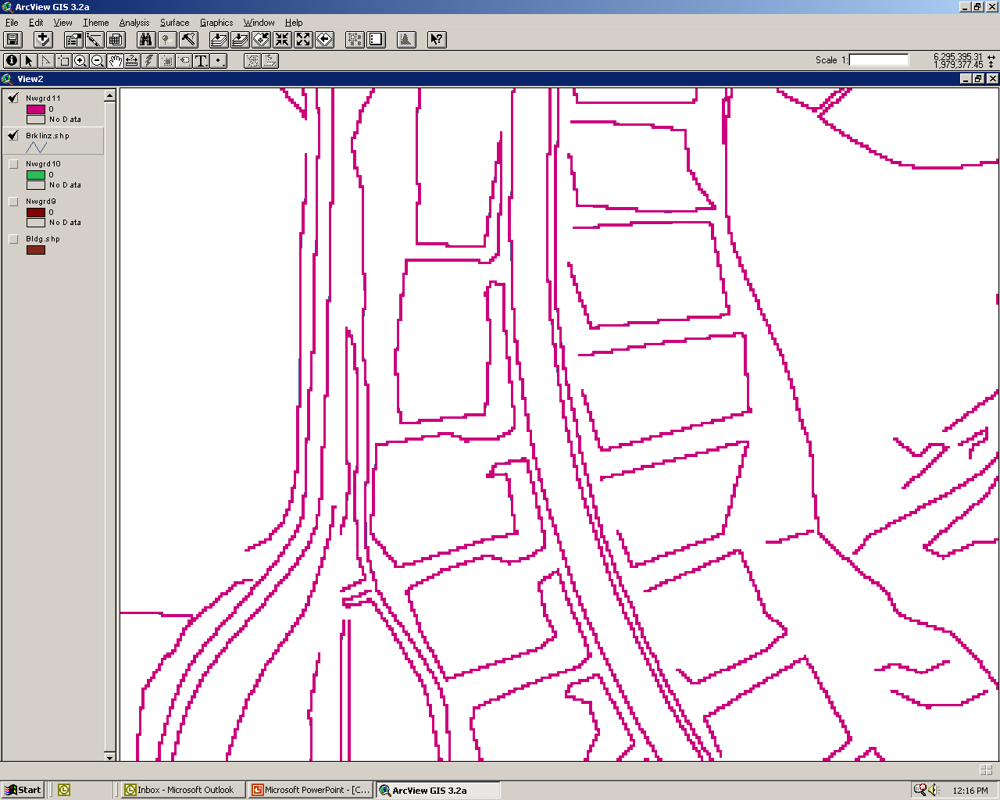 ArcView GIS 3.2a
File Edit View Theme Analysis Surface Graphics Window Help
Scale 1:
6,295,395.31
1,979,377.45
View2
Nwgrd11
0
No Data
Brklinz.shp
Nwgrd10
0
No Data
Nwgrd9
0
No Data
Bldg.shp
Start
Inbox - Microsoft Outlook
Microsoft PowerPoint - [C...
ArcView GIS 3.2a
12:16 PM